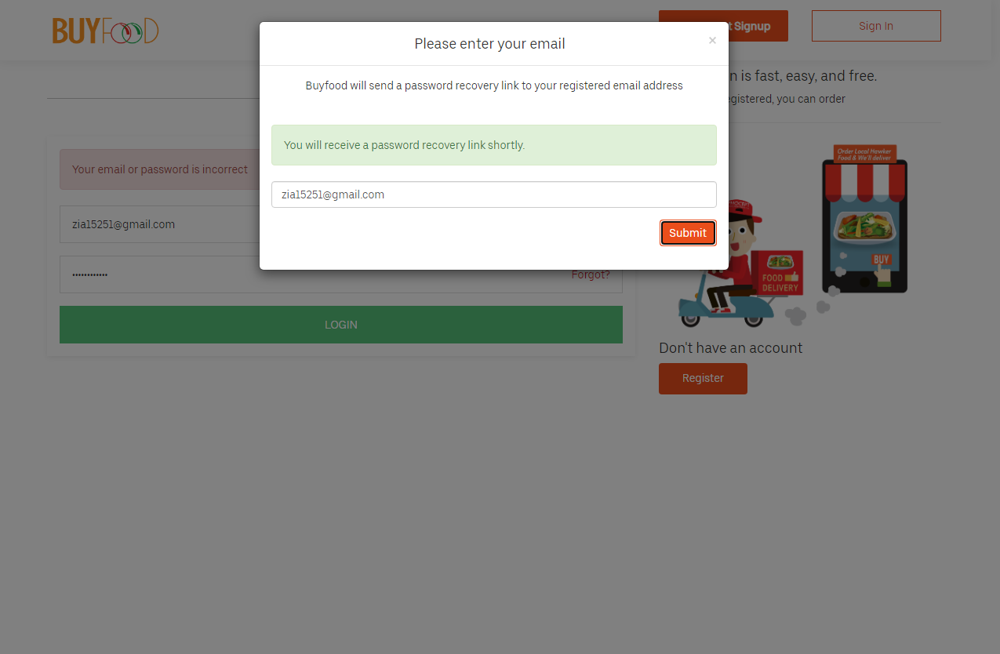 BUYFOOD
t Signup
Sign In
Please enter your email
×
Buyfood will send a password recovery link to your registered email address
You will receive a password recovery link shortly.
zia15251@gmail.com
Submit
n is fast, easy, and free.
egistered, you can order
Your email or password is incorrect
zia15251@gmail.com
••••••••••••
Forgot?
LOGIN
Order Local Hawker
Food & We'll deliver
BUY
FOOD
DELIVERY
Don't have an account
Register